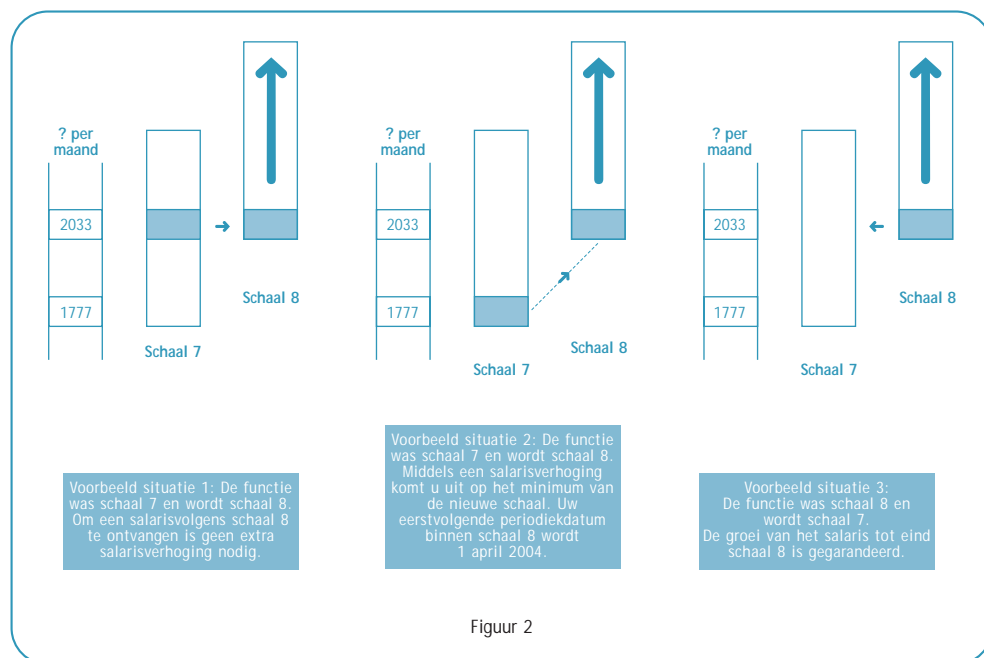 ? per
maand
2033
1777
Schaal 7
Schaal 8
? per
maand
2033
1777
Schaal 7
Schaal 8
? per
maand
2033
1777
Schaal 7
Schaal 8
Voorbeeld situatie 1: De functie
was schaal 7 en wordt schaal 8.
Om een salarisvolgens schaal 8
te ontvangen is geen extra
salarisverhoging nodig.
Voorbeeld situatie 2: De functie
was schaal 7 en wordt schaal 8.
Middels een salarisverhoging
komt u uit op het minimum van
de nieuwe schaal. Uw
eerstvolgende periodiekdatum
binnen schaal 8 wordt
1 april 2004.
Voorbeeld situatie 3:
De functie was schaal 8 en
wordt schaal 7.
De groei van het salaris tot eind
schaal 8 is gegarandeerd.
Figuur 2